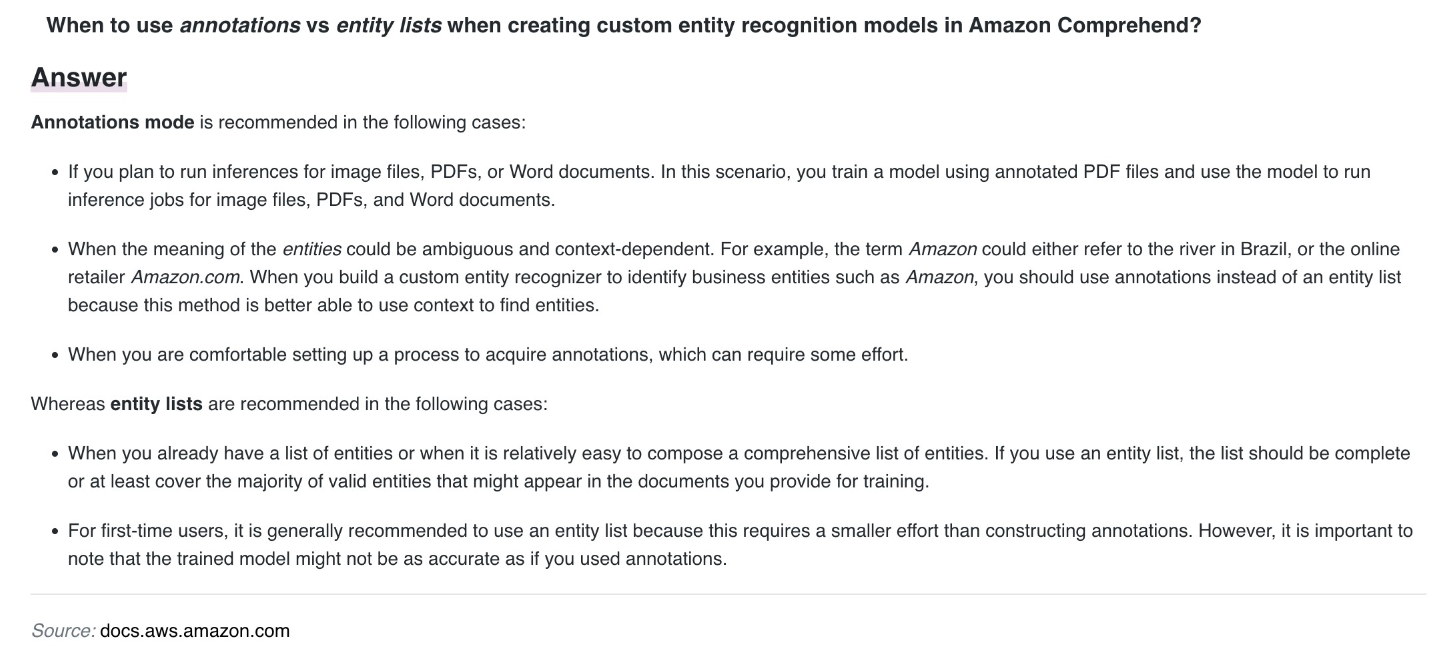 When to use annotations vs entity lists when creating custom entity recognition models in Amazon Comprehend?
Answer
Annotations mode is recommended in the following cases:
• If you plan to run inferences for image files, PDFs, or Word documents. In this scenario, you train a model using annotated PDF files and use the model to run
inference jobs for image files, PDFs, and Word documents.
• When the meaning of the entities could be ambiguous and context-dependent. For example, the term Amazon could either refer to the river in Brazil, or the online
retailer Amazon.com. When you build a custom entity recognizer to identify business entities such as Amazon, you should use annotations instead of an entity list
because this method is better able to use context to find entities.
• When you are comfortable setting up a process to acquire annotations, which can require some effort.
Whereas entity lists are recommended in the following cases:
• When you already have a list of entities or when it is relatively easy to compose a comprehensive list of entities. If you use an entity list, the list should be complete
or at least cover the majority of valid entities that might appear in the documents you provide for training.
• For first-time users, it is generally recommended to use an entity list because this requires a smaller effort than constructing annotations. However, it is important to
note that the trained model might not be as accurate as if you used annotations.
Source: docs.aws.amazon.com